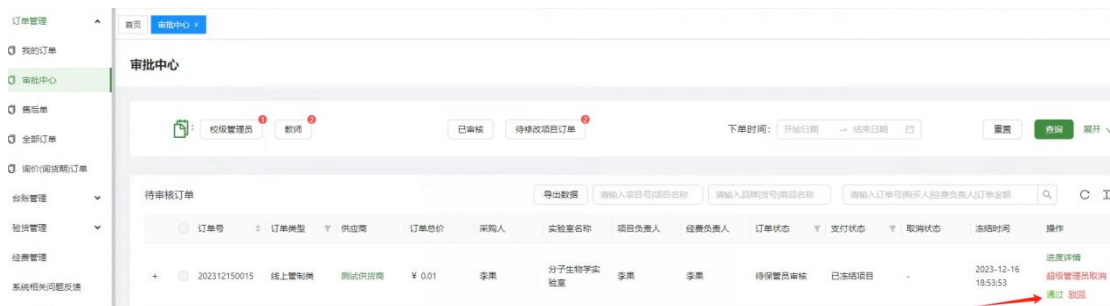 订单管理
我的订单
审批中心
售后单
全部订单
询价(询货期)订单
台账管理
验货管理
经费管理
系统相关问题反馈
首页 审批中心 ×
审批中心
校级管理员 1 教师 2 已审核 待修改项目订单 2 下单时间: 开始日期 → 结束日期 重置 查询 展开
待审核订单 导出数据 请输入项目号|项目名称 请输入品牌|货号|商品名称 请输入订单号|购买人|经费负责人|订单金额
订单号 订单类型 供应商 订单总价 采购人 实验室名称 项目负责人 经费负责人 订单状态 支付状态 取消状态 冻结时间 操作
+ 202312150015 线上管制类 测试供货商 ¥ 0.01 李果 分子生物学实验室 李果 李果 待保管员审核 已冻结项目 - 2023-12-16 18:53:53
进度详情
超级管理员取消
通过 驳回